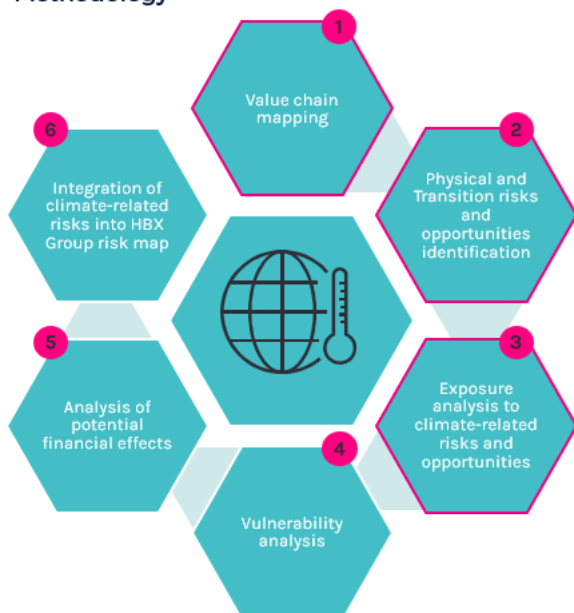 Methodology
1
Value chain
mapping
2
Physical and
Transition risks
and
opportunities
identification
3
Exposure
analysis to
climate-related
risks and
opportunities
4
Vulnerability
analysis
5
Analysis of
potential
financial effects
6
Integration of
climate-related
risks into HBX
Group risk map